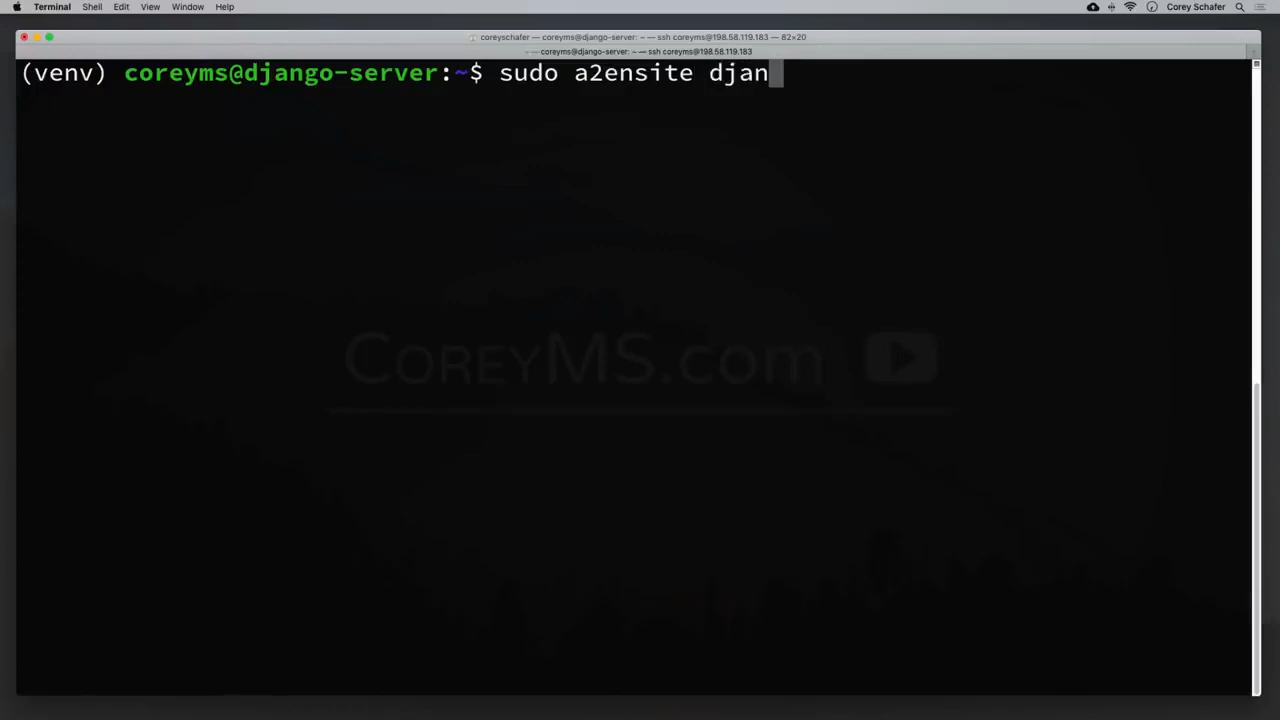 Terminal Shell Edit View Window Help Corey Schafer
coreyschafer — coreyms@django-server: ~ — ssh coreyms@198.58.119.183 — 82×20
coreyms@django-server: ~ — ssh coreyms@198.58.119.183
(venv) coreyms@django-server:~$ sudo a2ensite djan
CoreyMS.com